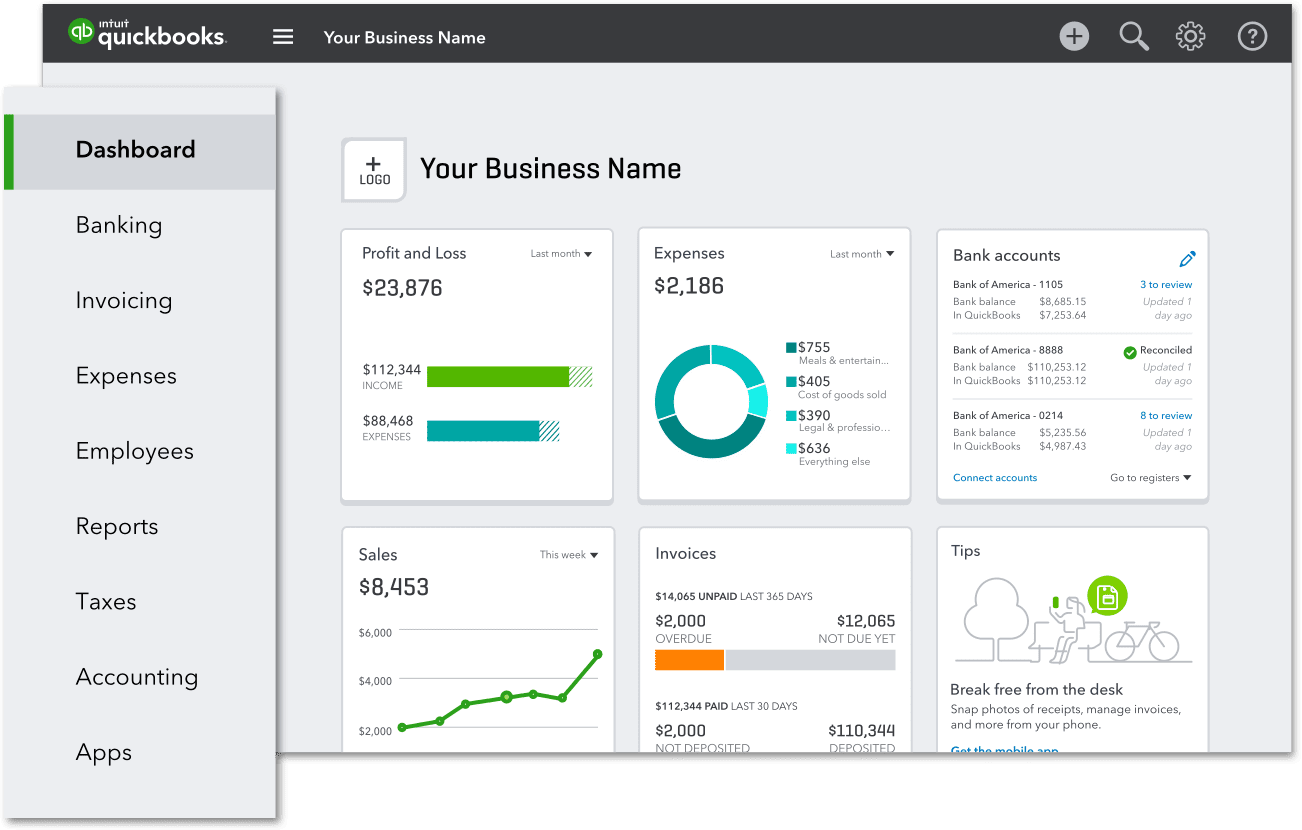 intuit
quickbooks.
Your Business Name
Dashboard
Banking
Invoicing
Expenses
Employees
Reports
Taxes
Accounting
Apps
+
LOGO
Your Business Name
Profit and Loss
Last month
$23,876
$112,344
INCOME
$88,468
EXPENSES
Expenses
Last month
$2,186
$755
Meals & entertain...
$405
Cost of goods sold
$390
Legal & professio...
$636
Everything else
Bank accounts
Bank of America - 1105 3 to review
Bank balance $8,685.15 Updated 1
In QuickBooks $7,253.64 day ago
Bank of America - 8888 Reconciled
Bank balance $110,253.12 Updated 1
In QuickBooks $110,253.12 day ago
Bank of America - 0214 8 to review
Bank balance $5,235.56 Updated 1
In QuickBooks $4,987.43 day ago
Connect accounts Go to registers
Sales
This week
$8,453
$6,000
$4,000
$2,000
Invoices
$14,065 UNPAID LAST 365 DAYS
$2,000 $12,065
OVERDUE NOT DUE YET
$112,344 PAID LAST 30 DAYS
$2,000 $110,344
NOT DEPOSITED DEPOSITED
Tips
Break free from the desk
Snap photos of receipts, manage invoices,
and more from your phone.
Get the mobile app